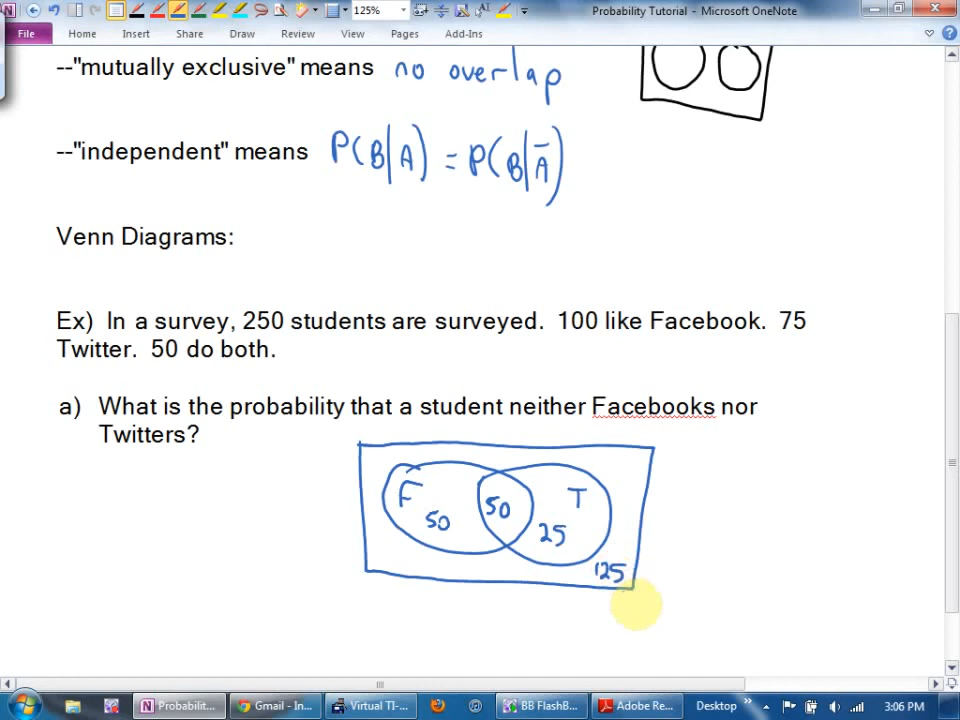 125%
Probability Tutorial - Microsoft OneNote
File Home Insert Share Draw Review View Pages Add-Ins
--"mutually exclusive" means no overlap
--"independent" means P(B|A) = P(B|A̅)
Venn Diagrams:
Ex) In a survey, 250 students are surveyed. 100 like Facebook. 75
Twitter. 50 do both.
a) What is the probability that a student neither Facebooks nor
Twitters?
F T
50 50 25
125
Probabilit... Gmail - In... Virtual TI-... BB FlashB... Adobe Re... Desktop » 3:06 PM